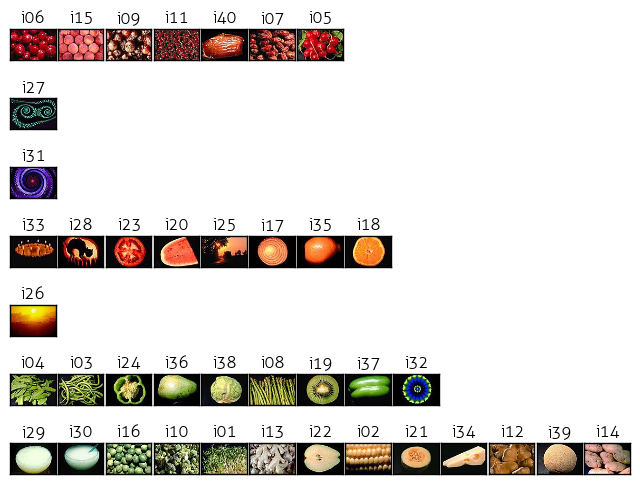 i06 i15 i09 i11 i40 i07 i05
i27
i31
i33 i28 i23 i20 i25 i17 i35 i18
i26
i04 i03 i24 i36 i38 i08 i19 i37 i32
i29 i30 i16 i10 i01 i13 i22 i02 i21 i34 i12 i39 i14